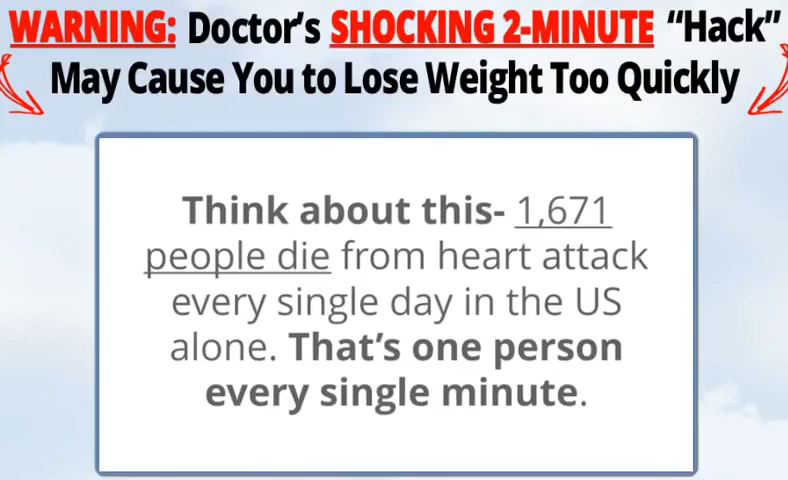 WARNING: Doctor's SHOCKING 2-MINUTE “Hack”
May Cause You to Lose Weight Too Quickly
Think about this- 1,671
people die from heart attack
every single day in the US
alone. That’s one person
every single minute.